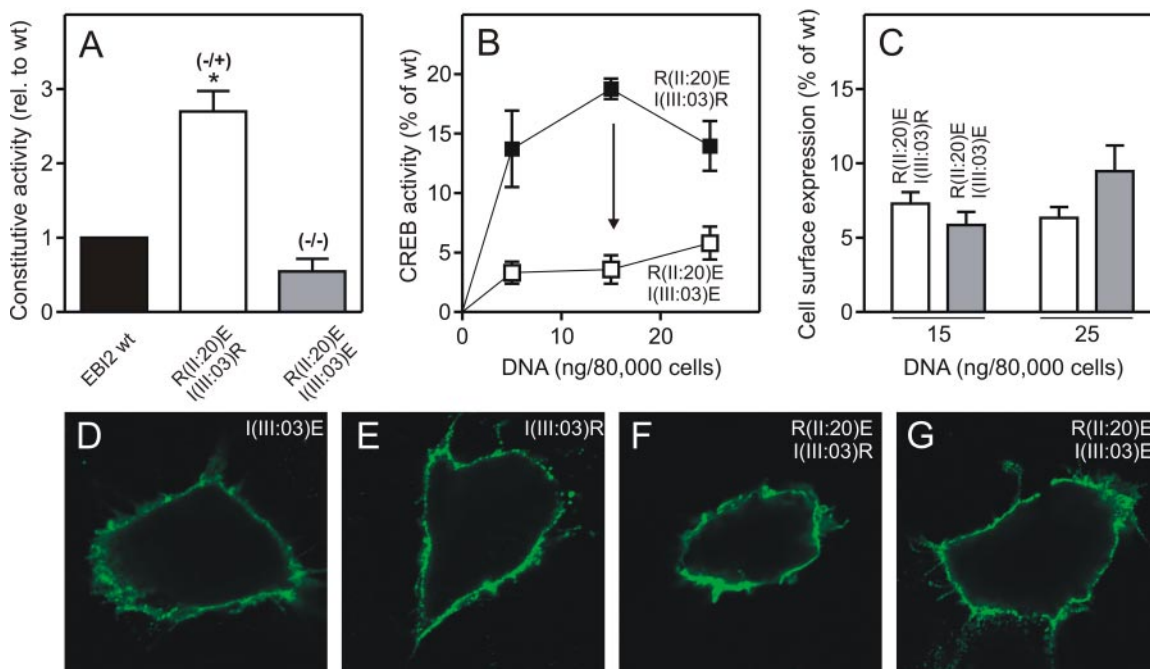 A
Constitutive activity (rel. to wt)
3
2
1
0
(-/+)
*
(-/-)
EBI2 wt
R(II:20)E
I(III:03)R
R(II:20)E
I(III:03)E
B
CREB activity (% of wt)
20
15
10
5
0
R(II:20)E
I(III:03)R
R(II:20)E
I(III:03)E
0
10
20
DNA (ng/80,000 cells)
C
Cell surface expression (% of wt)
15
10
5
0
R(II:20)E
I(III:03)R
R(II:20)E
I(III:03)E
15
25
DNA (ng/80,000 cells)
D
I(III:03)E
E
I(III:03)R
F
R(II:20)E
I(III:03)R
G
R(II:20)E
I(III:03)E